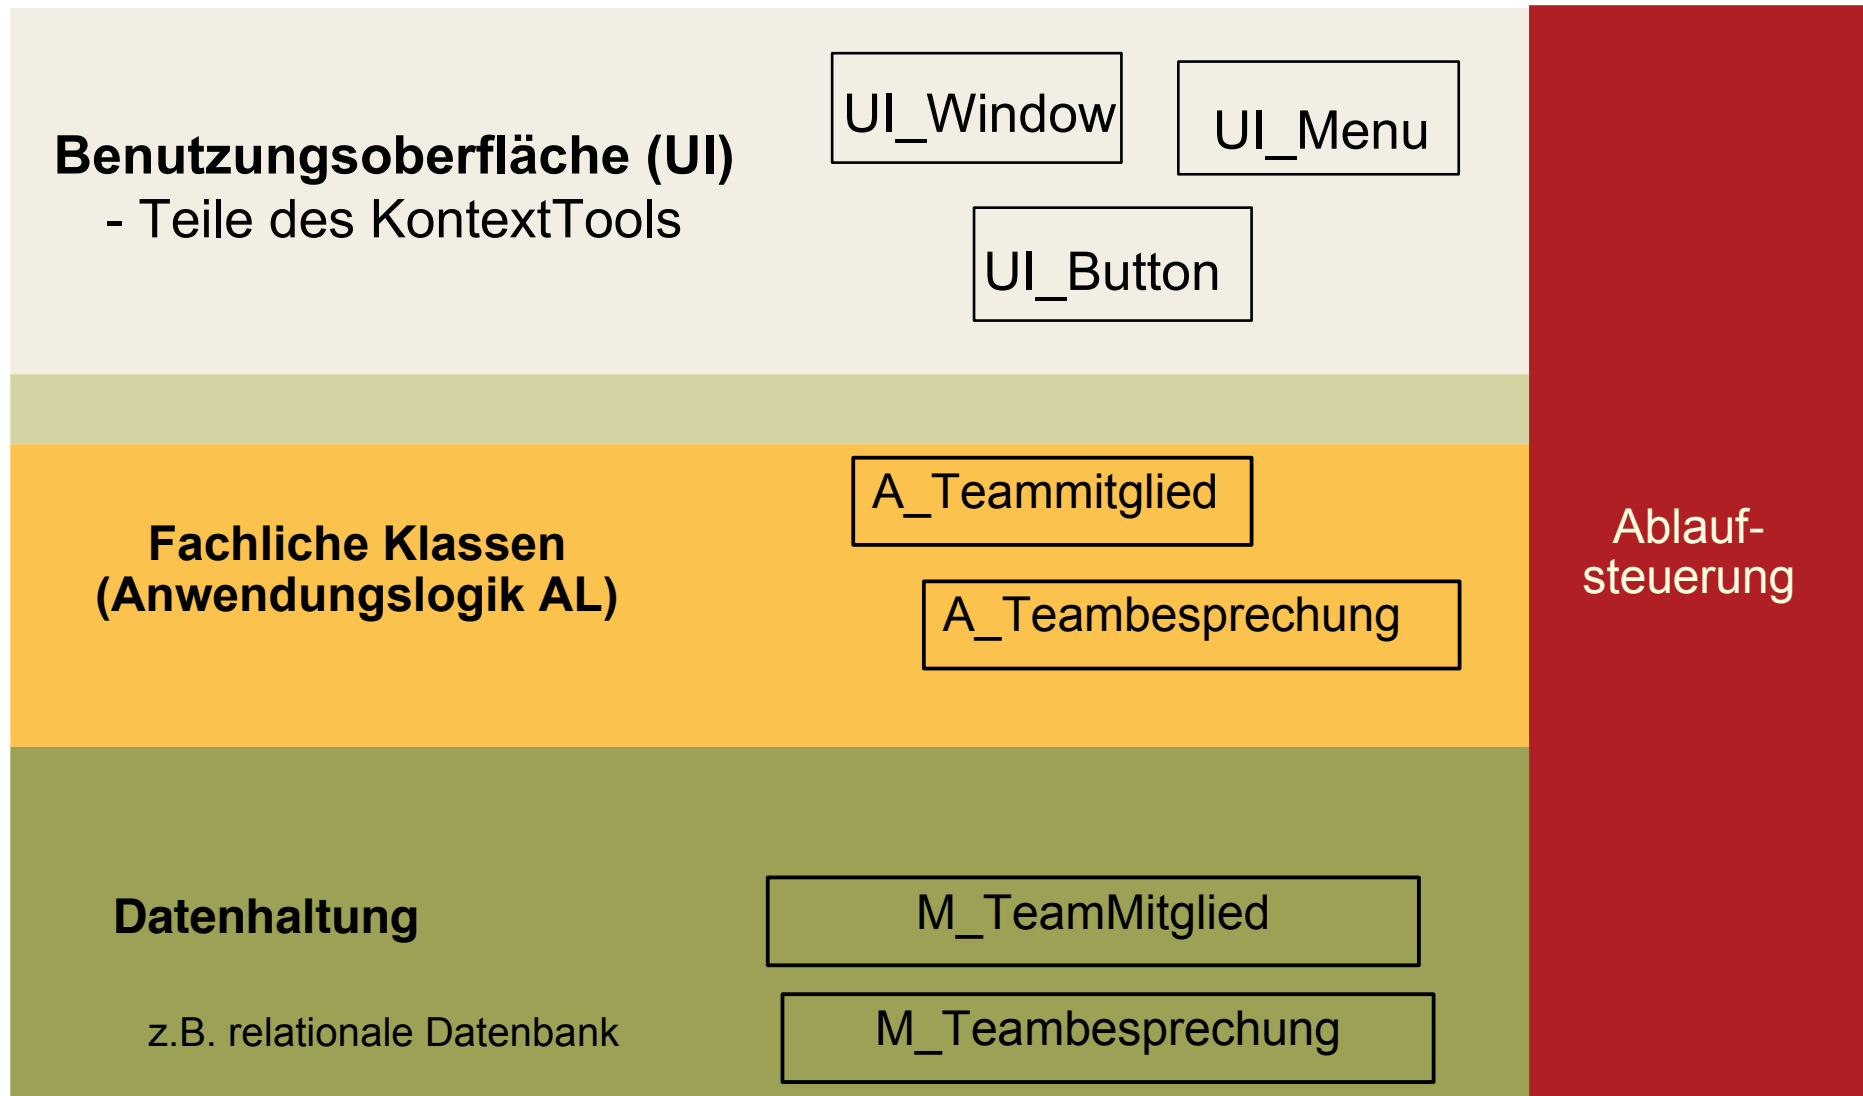 Benutzungsoberfläche (UI)
- Teile des KontextTools
UI_Window
UI_Menu
UI_Button
Fachliche Klassen
(Anwendungslogik AL)
A_Teammitglied
A_Teambesprechung
Datenhaltung
z.B. relationale Datenbank
M_TeamMitglied
M_Teambesprechung
Ablauf-
steuerung